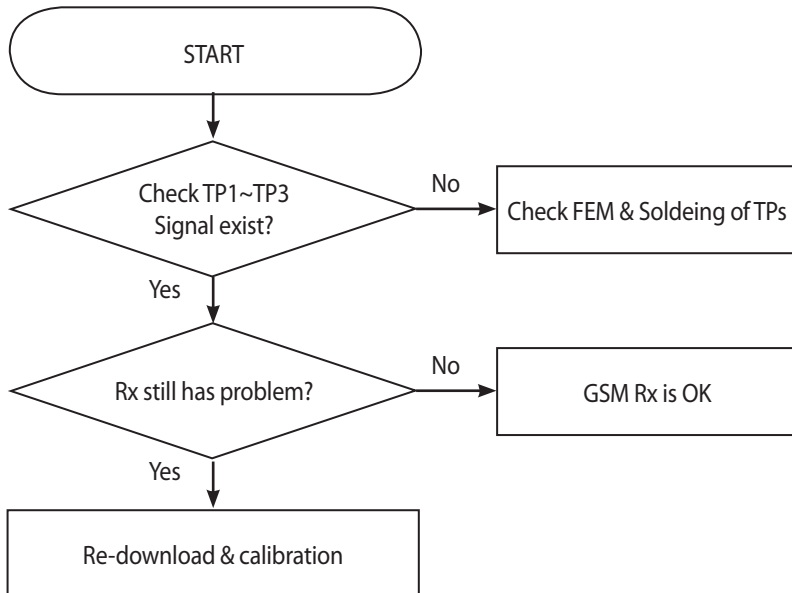 START
Check TP1~TP3
Signal exist?
No
Check FEM & Soldeing of TPs
Yes
Rx still has problem?
No
GSM Rx is OK
Yes
Re-download & calibration